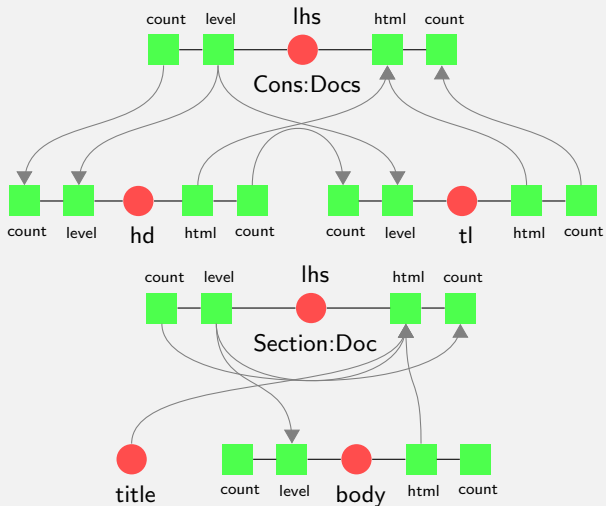 count level lhs html count
Cons:Docs
count level hd html count count level tl html count
count level lhs html count
Section:Doc
title count level body html count